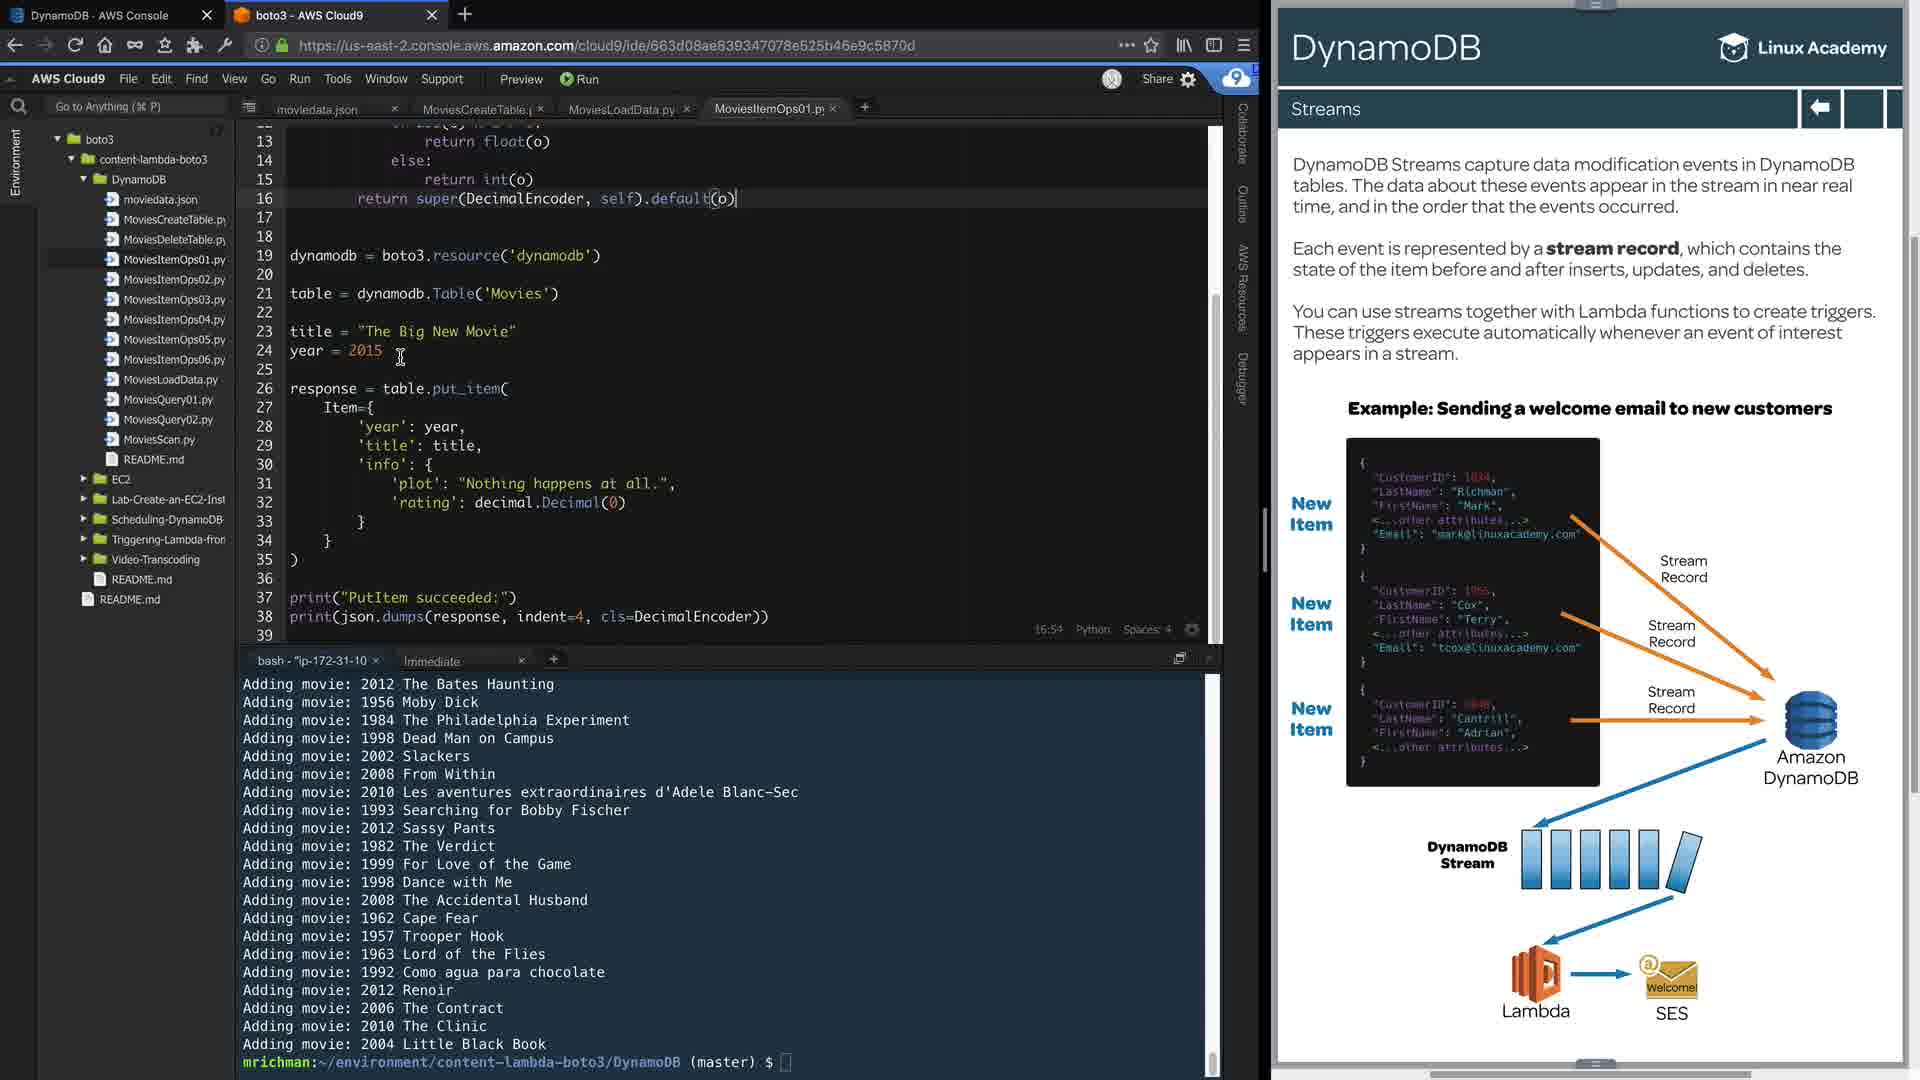 DynamoDB - AWS Console
boto3 - AWS Cloud9
https://us-east-2.console.aws.amazon.com/cloud9/ide/663d08ae839347078e525b46e9c5870d
AWS Cloud9 File Edit Find View Go Run Tools Window Support Preview Run Share
Go to Anything (⌘ P)
moviedata.json MoviesCreateTable. MoviesLoadData.py MoviesItemOps01.py
Environment
boto3
content-lambda-boto3
DynamoDB
moviedata.json
MoviesCreateTable.py
MoviesDeleteTable.py
MoviesItemOps01.py
MoviesItemOps02.py
MoviesItemOps03.py
MoviesItemOps04.py
MoviesItemOps05.py
MoviesItemOps06.py
MoviesLoadData.py
MoviesQuery01.py
MoviesQuery02.py
MoviesScan.py
README.md
EC2
Lab-Create-an-EC2-Inst
Scheduling-DynamoDB-
Triggering-Lambda-fron
Video-Transcoding
README.md
README.md
13 return float(o)
14 else:
15 return int(o)
16 return super(DecimalEncoder, self).default(o)
17
18
19 dynamodb = boto3.resource('dynamodb')
20
21 table = dynamodb.Table('Movies')
22
23 title = "The Big New Movie"
24 year = 2015
25
26 response = table.put_item(
27 Item={
28 'year': year,
29 'title': title,
30 'info': {
31 'plot': "Nothing happens at all.",
32 'rating': decimal.Decimal(0)
33 }
34 }
35 )
36
37 print("PutItem succeeded:")
38 print(json.dumps(response, indent=4, cls=DecimalEncoder))
39
16:54 Python Spaces: 4
Collaborate
Outline
AWS Resources
Debugger
bash - "ip-172-31-10 Immediate
Adding movie: 2012 The Bates Haunting
Adding movie: 1956 Moby Dick
Adding movie: 1984 The Philadelphia Experiment
Adding movie: 1998 Dead Man on Campus
Adding movie: 2002 Slackers
Adding movie: 2008 From Within
Adding movie: 2010 Les aventures extraordinaires d'Adele Blanc-Sec
Adding movie: 1993 Searching for Bobby Fischer
Adding movie: 2012 Sassy Pants
Adding movie: 1982 The Verdict
Adding movie: 1999 For Love of the Game
Adding movie: 1998 Dance with Me
Adding movie: 2008 The Accidental Husband
Adding movie: 1962 Cape Fear
Adding movie: 1957 Trooper Hook
Adding movie: 1963 Lord of the Flies
Adding movie: 1992 Como agua para chocolate
Adding movie: 2012 Renoir
Adding movie: 2006 The Contract
Adding movie: 2010 The Clinic
Adding movie: 2004 Little Black Book
mrichman:~/environment/content-lambda-boto3/DynamoDB (master) $
DynamoDB
Linux Academy
Streams
DynamoDB Streams capture data modification events in DynamoDB
tables. The data about these events appear in the stream in near real
time, and in the order that the events occurred.
Each event is represented by a stream record, which contains the
state of the item before and after inserts, updates, and deletes.
You can use streams together with Lambda functions to create triggers.
These triggers execute automatically whenever an event of interest
appears in a stream.
Example: Sending a welcome email to new customers
New
Item
{
"CustomerID": 1034,
"LastName": "Richman",
"FirstName": "Mark",
<...other attributes...>
"Email": "mark@linuxacademy.com"
}
New
Item
{
"CustomerID": 1065,
"LastName": "Cox",
"FirstName": "Terry",
<...other attributes...>
"Email": "tcox@linuxacademy.com"
}
New
Item
{
"CustomerID":
"LastName": "Cantrill",
"FirstName": "Adrian",
<...other attributes...>
}
Stream
Record
Stream
Record
Stream
Record
Amazon
DynamoDB
DynamoDB
Stream
Lambda
Welcome!
SES